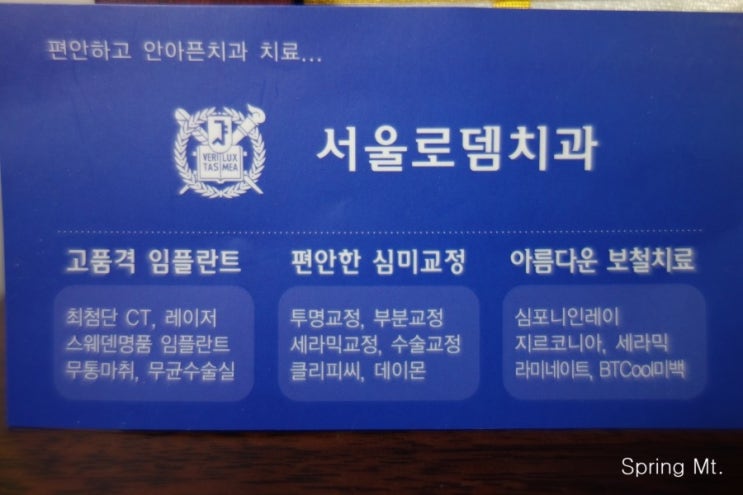 편안하고 안아픈치과 치료...
VERI LUX
TAS MEA
서울로뎀치과
고품격 임플란트
최첨단 CT, 레이저
스웨덴명품 임플란트
무통마취, 무균수술실
편안한 심미교정
투명교정, 부분교정
세라믹교정, 수술교정
클리피씨, 데이몬
아름다운 보철치료
심포니인레이
지르코니아, 세라믹
라미네이트, BTCool미백
Spring Mt.